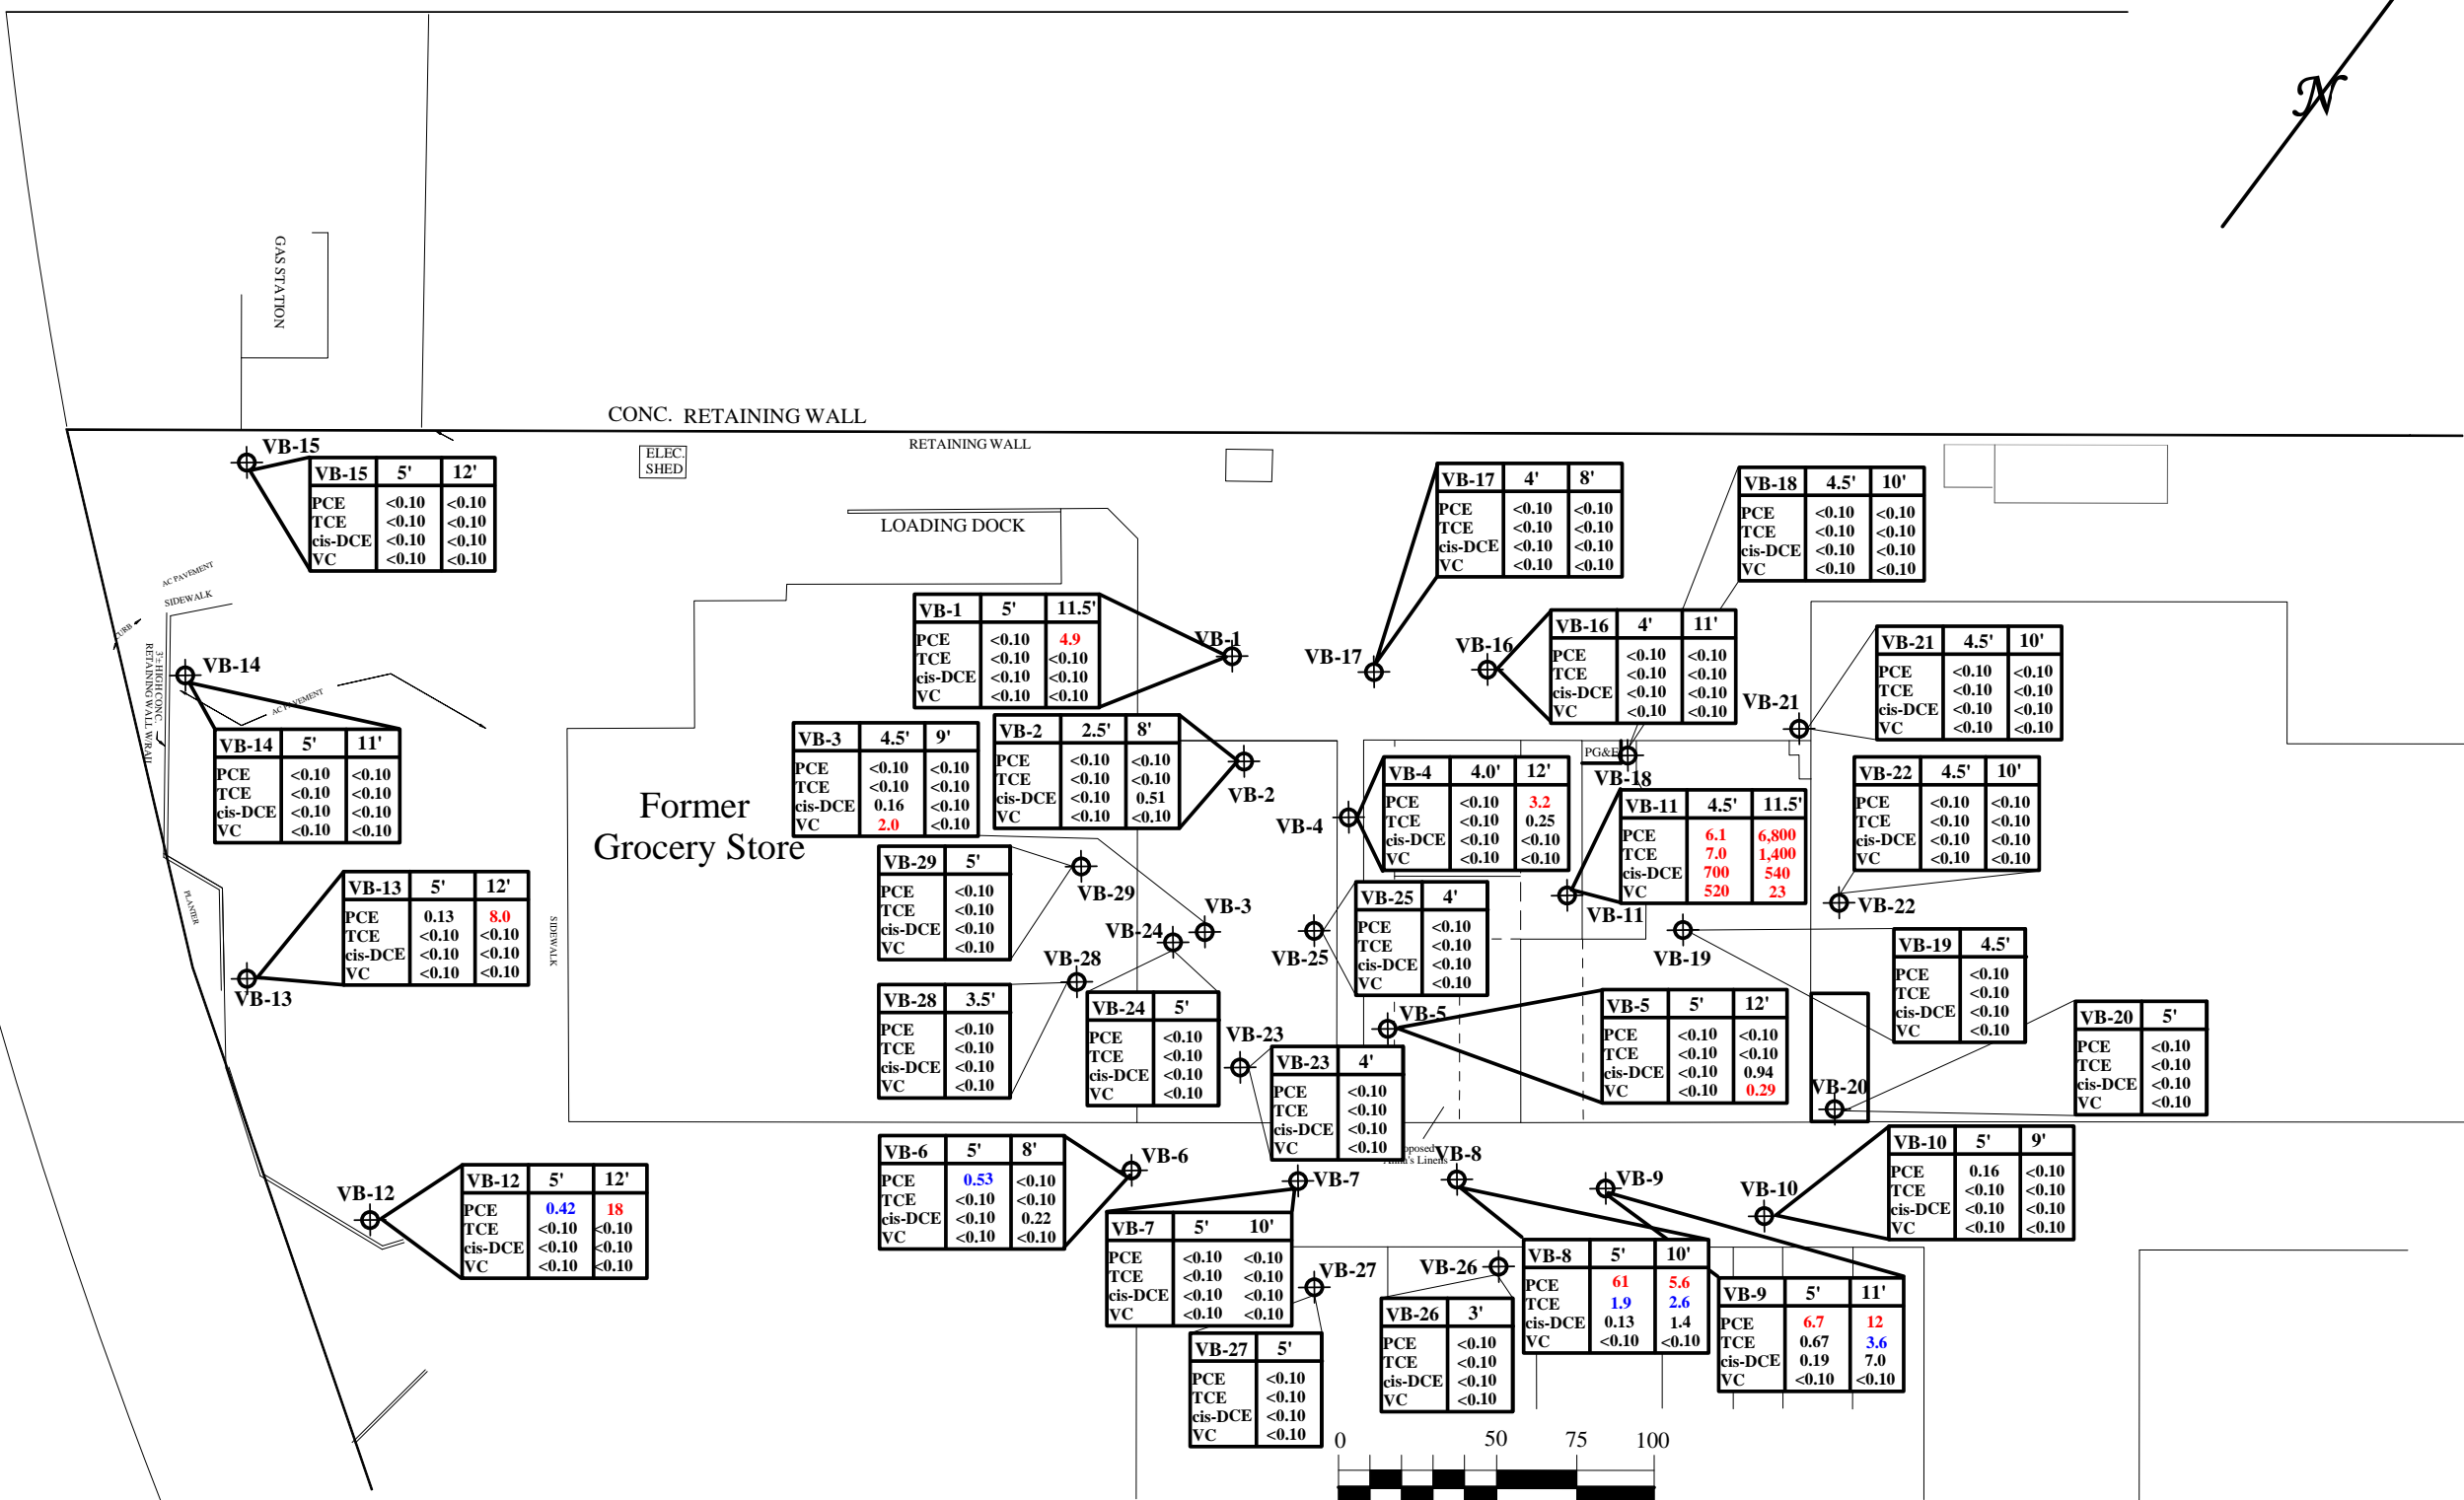 N
GAS STATION
CONC. RETAINING WALL
RETAINING WALL
ELEC.
SHED
LOADING DOCK
VB-15
VB-15 5' 12'
PCE <0.10 <0.10
TCE <0.10 <0.10
cis-DCE <0.10 <0.10
VC <0.10 <0.10
VB-17 4' 8'
PCE <0.10 <0.10
TCE <0.10 <0.10
cis-DCE <0.10 <0.10
VC <0.10 <0.10
VB-18 4.5' 10'
PCE <0.10 <0.10
TCE <0.10 <0.10
cis-DCE <0.10 <0.10
VC <0.10 <0.10
AC PAVEMENT
SIDEWALK
CURB
3'± HIGH CONC.
RETAINING WALL W/RAIL
VB-1 5' 11.5'
PCE <0.10 4.9
TCE <0.10 <0.10
cis-DCE <0.10 <0.10
VC <0.10 <0.10
VB-1
VB-17
VB-16
VB-16 4' 11'
PCE <0.10 <0.10
TCE <0.10 <0.10
cis-DCE <0.10 <0.10
VC <0.10 <0.10
VB-21
VB-21 4.5' 10'
PCE <0.10 <0.10
TCE <0.10 <0.10
cis-DCE <0.10 <0.10
VC <0.10 <0.10
VB-14
AC PAVEMENT
VB-14 5' 11'
PCE <0.10 <0.10
TCE <0.10 <0.10
cis-DCE <0.10 <0.10
VC <0.10 <0.10
Former
Grocery Store
VB-3 4.5' 9'
PCE <0.10 <0.10
TCE <0.10 <0.10
cis-DCE 0.16 <0.10
VC 2.0 <0.10
VB-2 2.5' 8'
PCE <0.10 <0.10
TCE <0.10 <0.10
cis-DCE <0.10 0.51
VC <0.10 <0.10
VB-2
VB-4
VB-4 4.0' 12'
PCE <0.10 3.2
TCE <0.10 0.25
cis-DCE <0.10 <0.10
VC <0.10 <0.10
PG&E
VB-18
VB-11 4.5' 11.5'
PCE 6.1 6,800
TCE 7.0 1,400
cis-DCE 700 540
VC 520 23
VB-11
VB-22 4.5' 10'
PCE <0.10 <0.10
TCE <0.10 <0.10
cis-DCE <0.10 <0.10
VC <0.10 <0.10
VB-22
PLANTER
VB-13 5' 12'
PCE 0.13 8.0
TCE <0.10 <0.10
cis-DCE <0.10 <0.10
VC <0.10 <0.10
VB-13
SIDEWALK
VB-29 5'
PCE <0.10
TCE <0.10
cis-DCE <0.10
VC <0.10
VB-29
VB-3
VB-24
VB-28
VB-25
VB-25 4'
PCE <0.10
TCE <0.10
cis-DCE <0.10
VC <0.10
VB-19
VB-19 4.5'
PCE <0.10
TCE <0.10
cis-DCE <0.10
VC <0.10
VB-28 3.5'
PCE <0.10
TCE <0.10
cis-DCE <0.10
VC <0.10
VB-24 5'
PCE <0.10
TCE <0.10
cis-DCE <0.10
VC <0.10
VB-23
VB-23 4'
PCE <0.10
TCE <0.10
cis-DCE <0.10
VC <0.10
VB-5
VB-5 5' 12'
PCE <0.10 <0.10
TCE <0.10 <0.10
cis-DCE <0.10 0.94
VC <0.10 0.29
VB-20
VB-20 5'
PCE <0.10
TCE <0.10
cis-DCE <0.10
VC <0.10
VB-12
VB-12 5' 12'
PCE 0.42 18
TCE <0.10 <0.10
cis-DCE <0.10 <0.10
VC <0.10 <0.10
VB-6 5' 8'
PCE 0.53 <0.10
TCE <0.10 <0.10
cis-DCE <0.10 0.22
VC <0.10 <0.10
VB-6
VB-7
VB-7 5' 10'
PCE <0.10 <0.10
TCE <0.10 <0.10
cis-DCE <0.10 <0.10
VC <0.10 <0.10
Linens
VB-8
VB-9
VB-10
VB-10 5' 9'
PCE 0.16 <0.10
TCE <0.10 <0.10
cis-DCE <0.10 <0.10
VC <0.10 <0.10
VB-27
VB-27 5'
PCE <0.10
TCE <0.10
cis-DCE <0.10
VC <0.10
VB-26
VB-26 3'
PCE <0.10
TCE <0.10
cis-DCE <0.10
VC <0.10
VB-8 5' 10'
PCE 61 5.6
TCE 1.9 2.6
cis-DCE 0.13 1.4
VC <0.10 <0.10
VB-9 5' 11'
PCE 6.7 12
TCE 0.67 3.6
cis-DCE 0.19 7.0
VC <0.10 <0.10
0 50 75 100